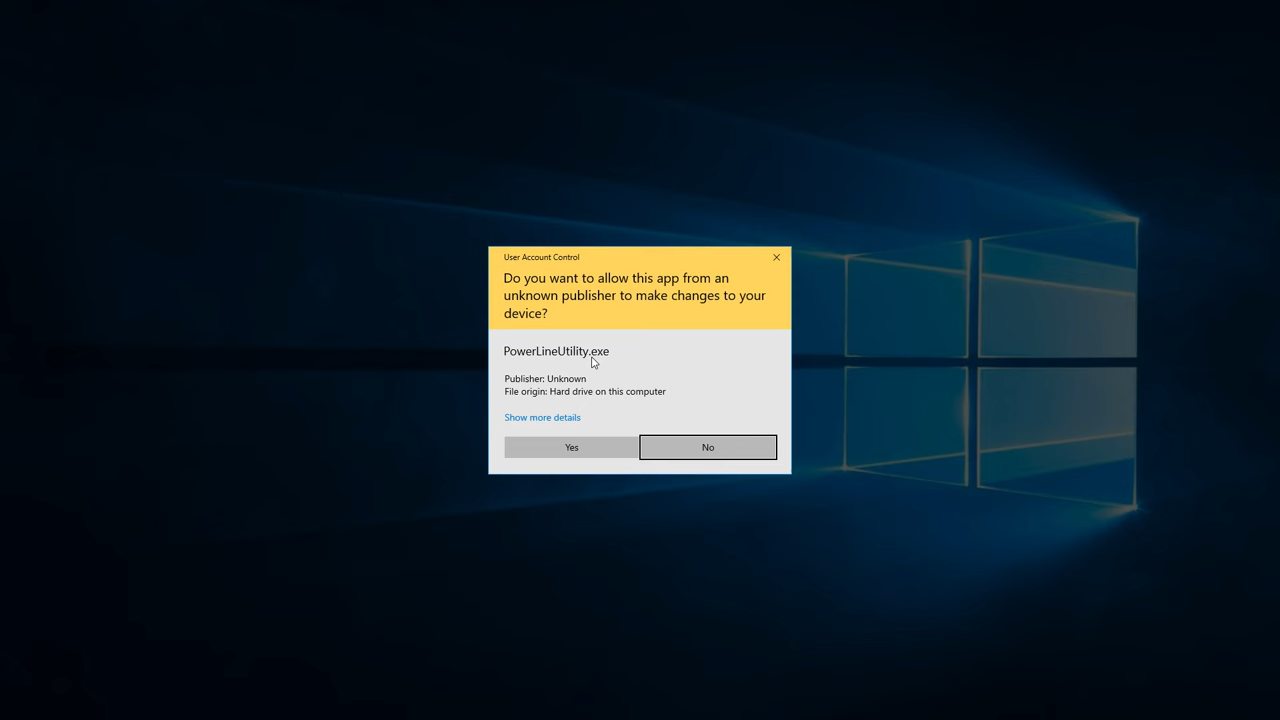 User Account Control
Do you want to allow this app from an
unknown publisher to make changes to your
device?
PowerLineUtility.exe
Publisher: Unknown
File origin: Hard drive on this computer
Show more details
Yes
No